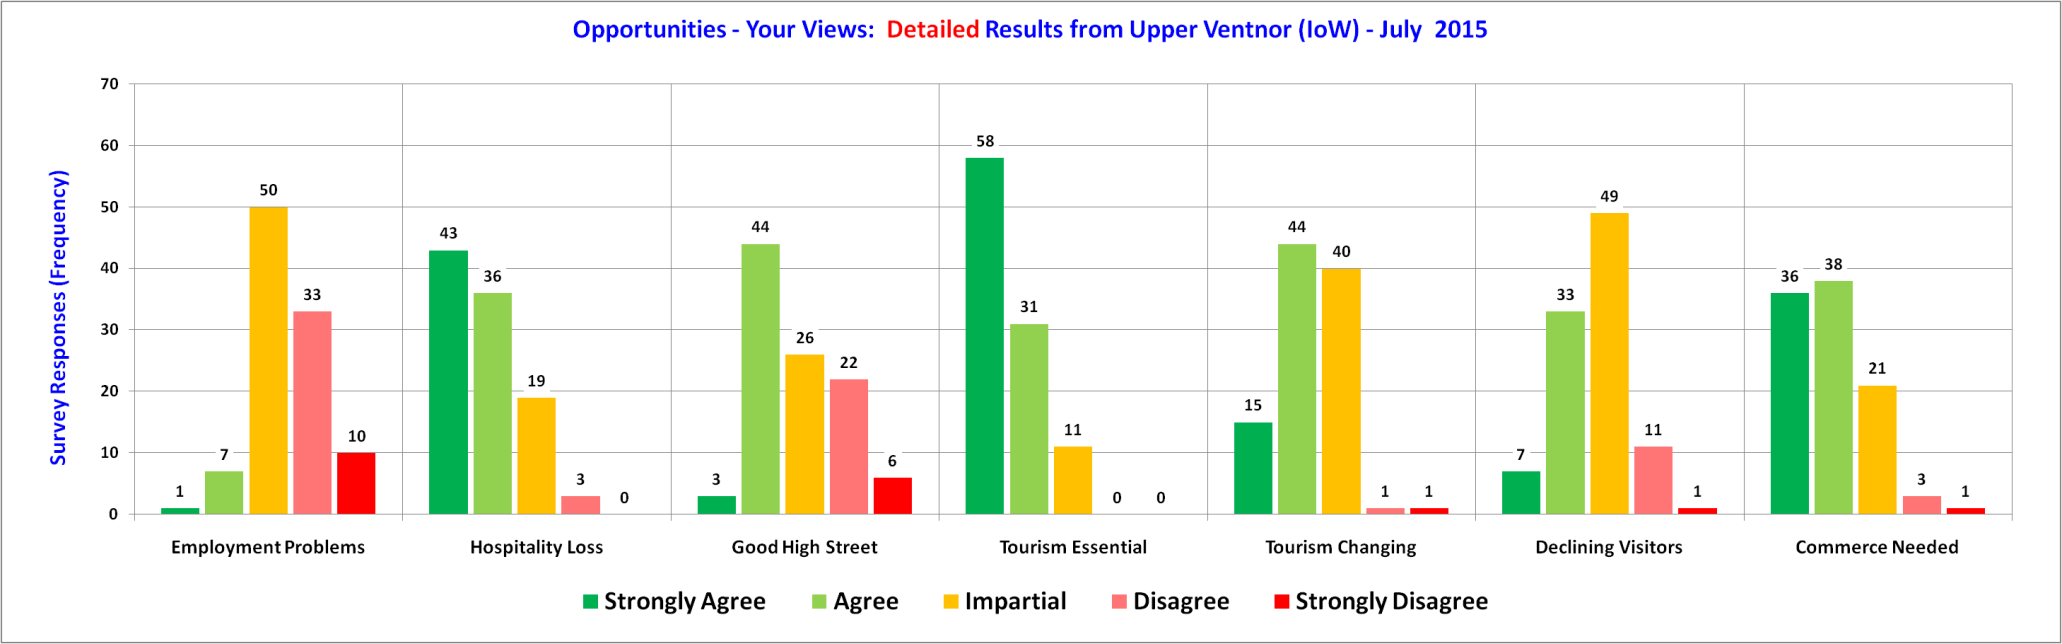 Opportunities - Your Views:  Detailed Results from Upper Ventnor (IoW) - July  2015
Survey Responses (Frequency)
70
60
50
40
30
20
10
0
1 7 50 33 10
43 36 19 3 0
3 44 26 22 6
58 31 11 0 0
15 44 40 1 1
7 33 49 11 1
36 38 21 3 1
Employment Problems Hospitality Loss Good High Street Tourism Essential Tourism Changing Declining Visitors Commerce Needed
Strongly Agree Agree Impartial Disagree Strongly Disagree